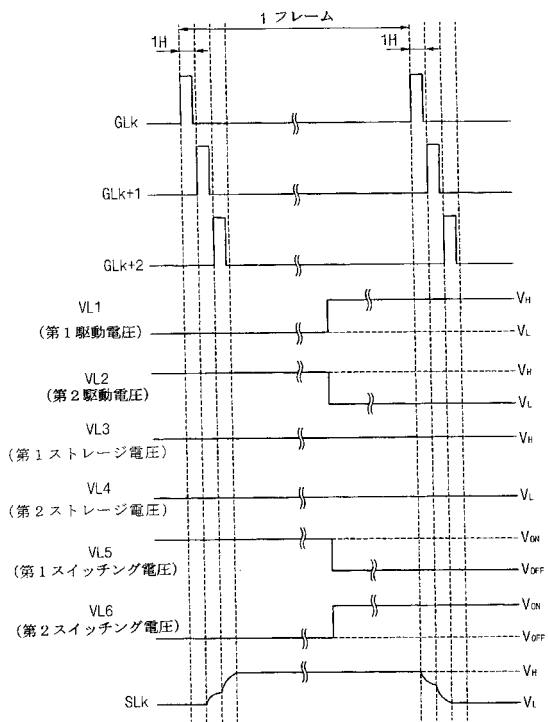 1 フレーム
1H
1H
GLk
GLk+1
GLk+2
VL1
(第1駆動電圧)
VH
VL
VL2
(第2駆動電圧)
VH
VL
VL3
(第1ストレージ電圧)
VH
VL4
(第2ストレージ電圧)
VL
VL5
(第1スイッチング電圧)
VON
VOFF
VL6
(第2スイッチング電圧)
VON
VOFF
SLk
VH
VL